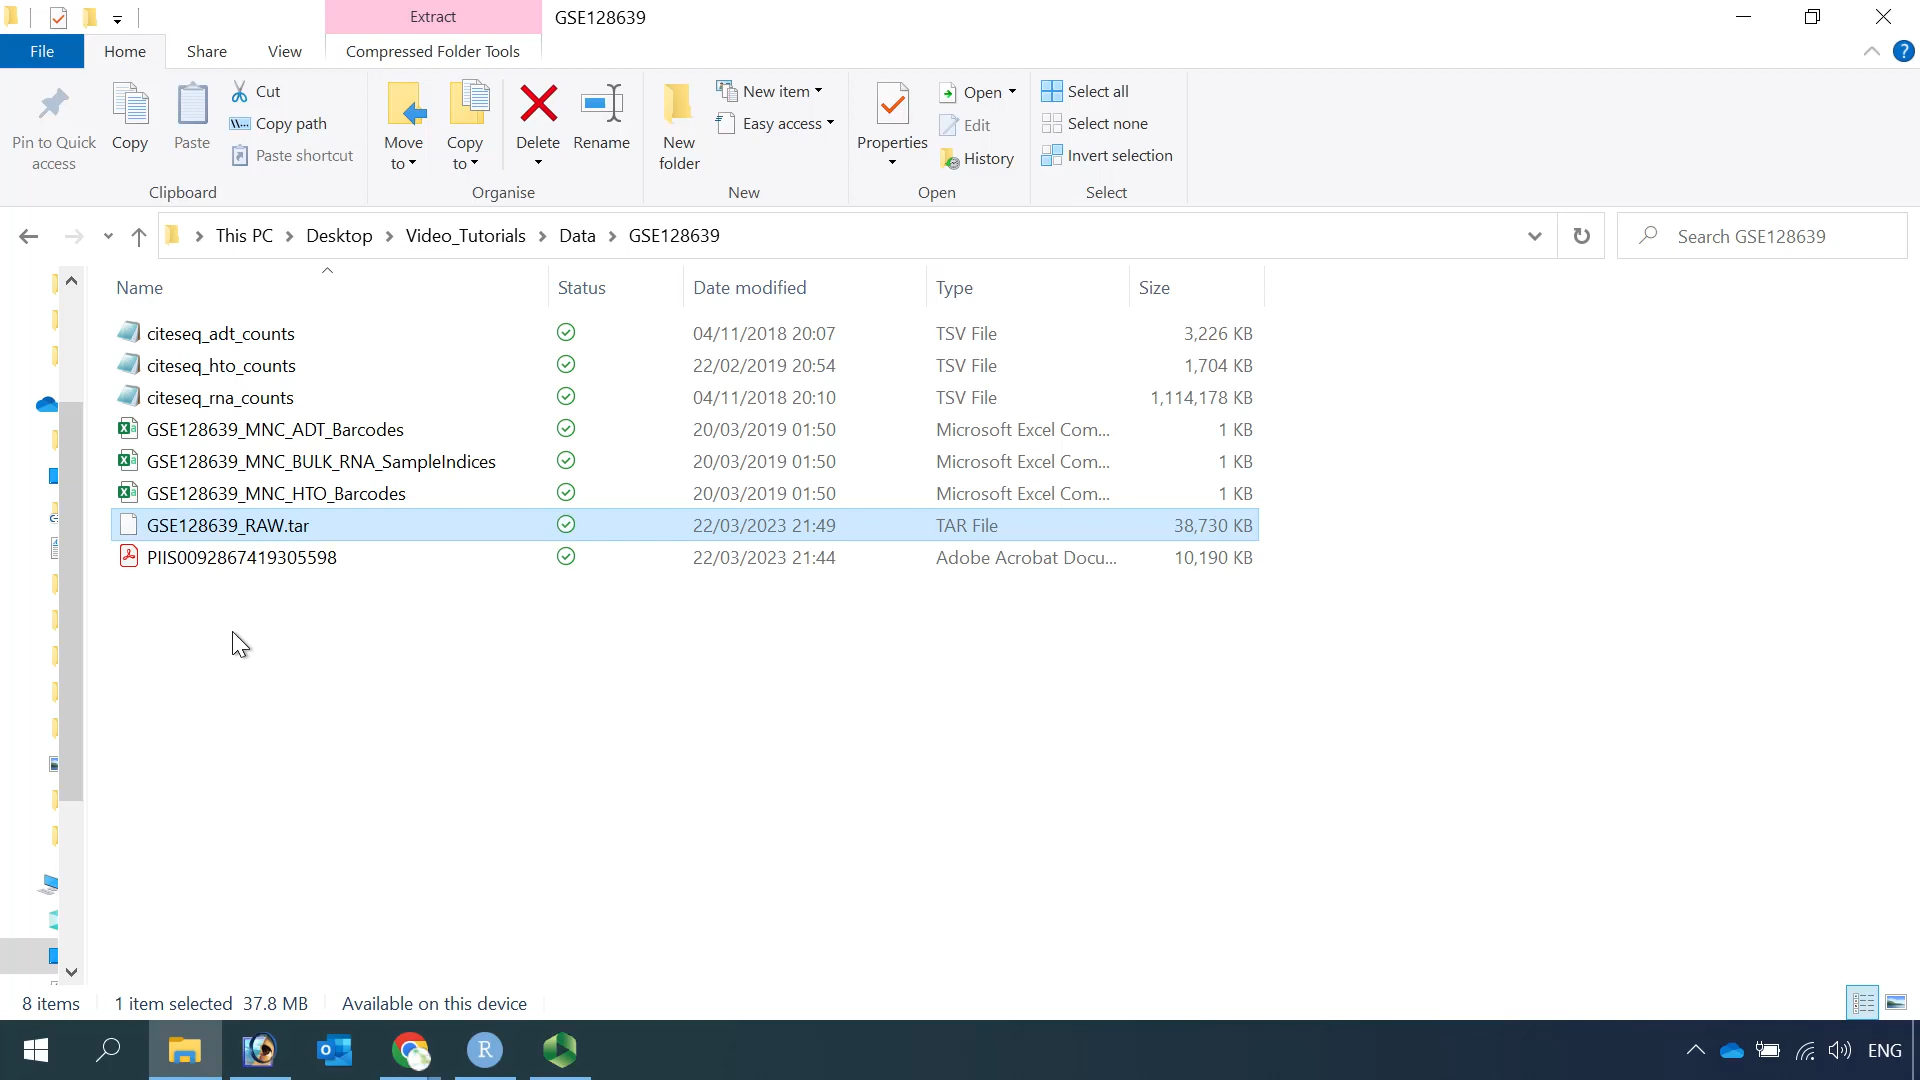 Extract
GSE128639
File
Home
Share
View
Compressed Folder Tools
Pin to Quick
access
Copy
Paste
Cut
Copy path
Paste shortcut
Clipboard
Move
to
Copy
to
Delete
Rename
Organise
New
folder
New item
Easy access
New
Properties
Open
Edit
History
Open
Select all
Select none
Invert selection
Select
This PC
Desktop
Video_Tutorials
Data
GSE128639
Search GSE128639
Name
Status
Date modified
Type
Size
citeseq_adt_counts 04/11/2018 20:07 TSV File 3,226 KB
citeseq_hto_counts 22/02/2019 20:54 TSV File 1,704 KB
citeseq_rna_counts 04/11/2018 20:10 TSV File 1,114,178 KB
GSE128639_MNC_ADT_Barcodes 20/03/2019 01:50 Microsoft Excel Com... 1 KB
GSE128639_MNC_BULK_RNA_SampleIndices 20/03/2019 01:50 Microsoft Excel Com... 1 KB
GSE128639_MNC_HTO_Barcodes 20/03/2019 01:50 Microsoft Excel Com... 1 KB
GSE128639_RAW.tar 22/03/2023 21:49 TAR File 38,730 KB
PIIS0092867419305598 22/03/2023 21:44 Adobe Acrobat Docu... 10,190 KB
8 items
1 item selected 37.8 MB
Available on this device
ENG